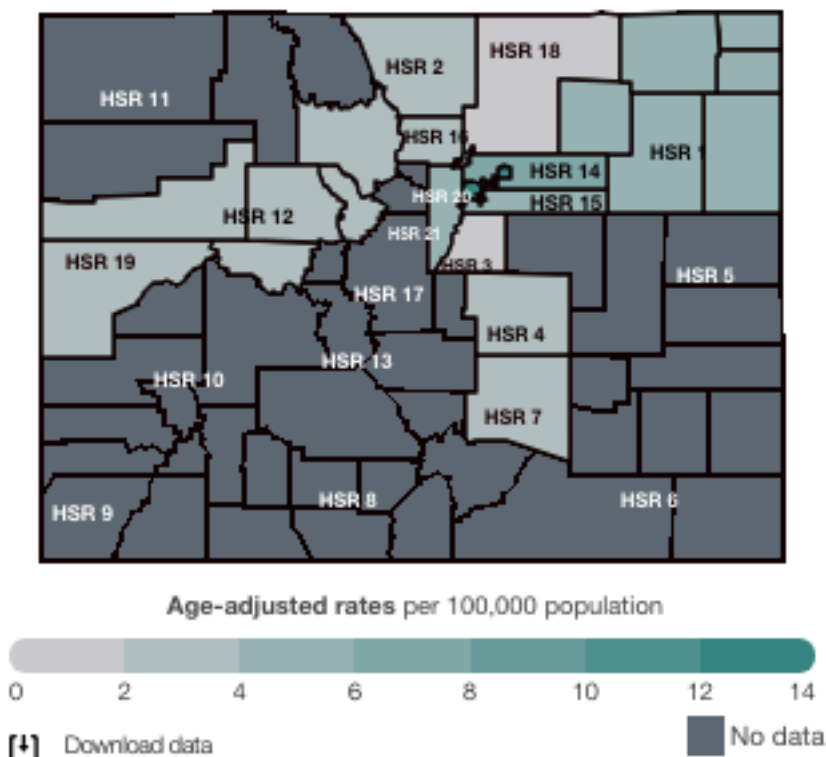 HSR 18
HSR 2
HSR 11
HSR 16
HSR 1
HSR 14
HSR 20
HSR 15
HSR 12
HSR 21
HSR 19
HSR 3
HSR 5
HSR 17
HSR 4
HSR 13
HSR 10
HSR 7
HSR 8
HSR 6
HSR 9
Age-adjusted rates per 100,000 population
0 2 4 6 8 10 12 14
Download data
No data